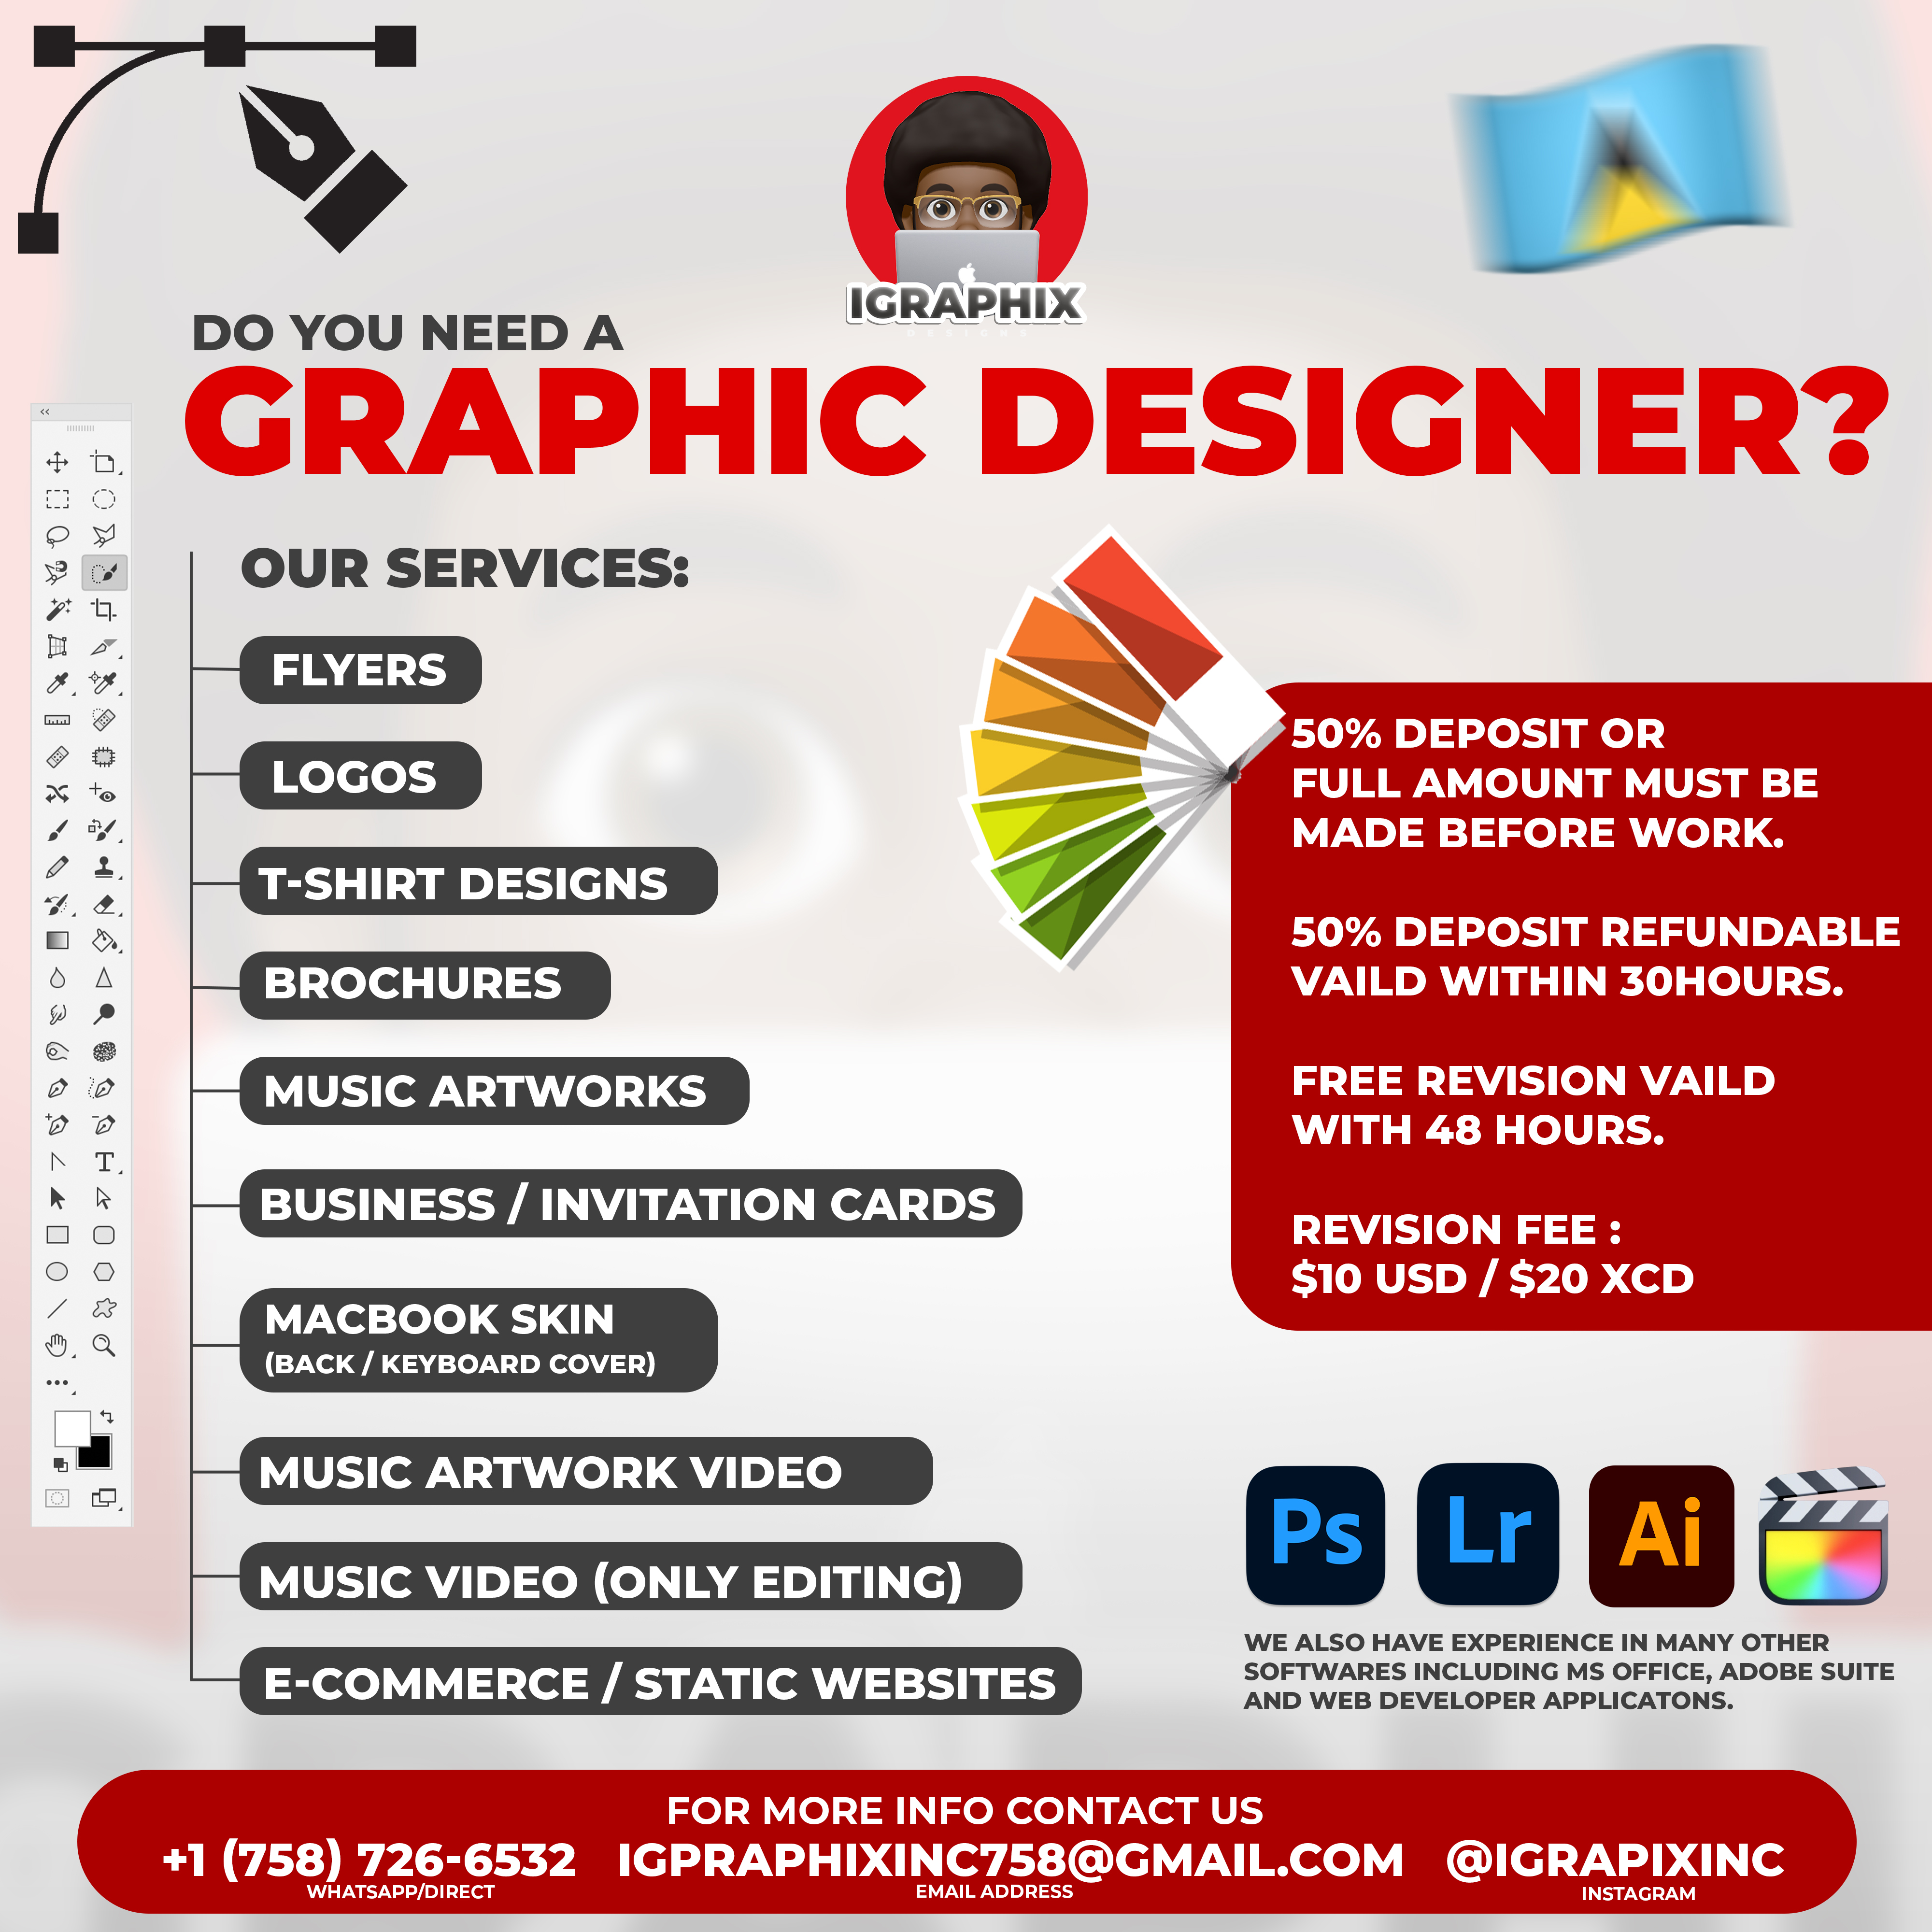 IGRAPHIX
DESIGNS
DO YOU NEED A
GRAPHIC DESIGNER?
OUR SERVICES:
FLYERS
LOGOS
T-SHIRT DESIGNS
BROCHURES
MUSIC ARTWORKS
BUSINESS / INVITATION CARDS
MACBOOK SKIN
(BACK / KEYBOARD COVER)
MUSIC ARTWORK VIDEO
MUSIC VIDEO (ONLY EDITING)
E-COMMERCE / STATIC WEBSITES
50% DEPOSIT OR
FULL AMOUNT MUST BE
MADE BEFORE WORK.
50% DEPOSIT REFUNDABLE
VAILD WITHIN 30HOURS.
FREE REVISION VAILD
WITH 48 HOURS.
REVISION FEE :
$10 USD / $20 XCD
Ps Lr Ai
WE ALSO HAVE EXPERIENCE IN MANY OTHER
SOFTWARES INCLUDING MS OFFICE, ADOBE SUITE
AND WEB DEVELOPER APPLICATONS.
FOR MORE INFO CONTACT US
+1 (758) 726-6532 IGPRAPHIXINC758@GMAIL.COM @IGRAPIXINC
WHATSAPP/DIRECT EMAIL ADDRESS INSTAGRAM